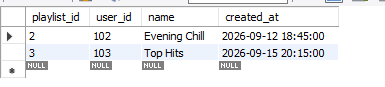 playlist_id user_id name created_at
2 102 Evening Chill 2026-09-12 18:45:00
3 103 Top Hits 2026-09-15 20:15:00
NULL NULL NULL NULL